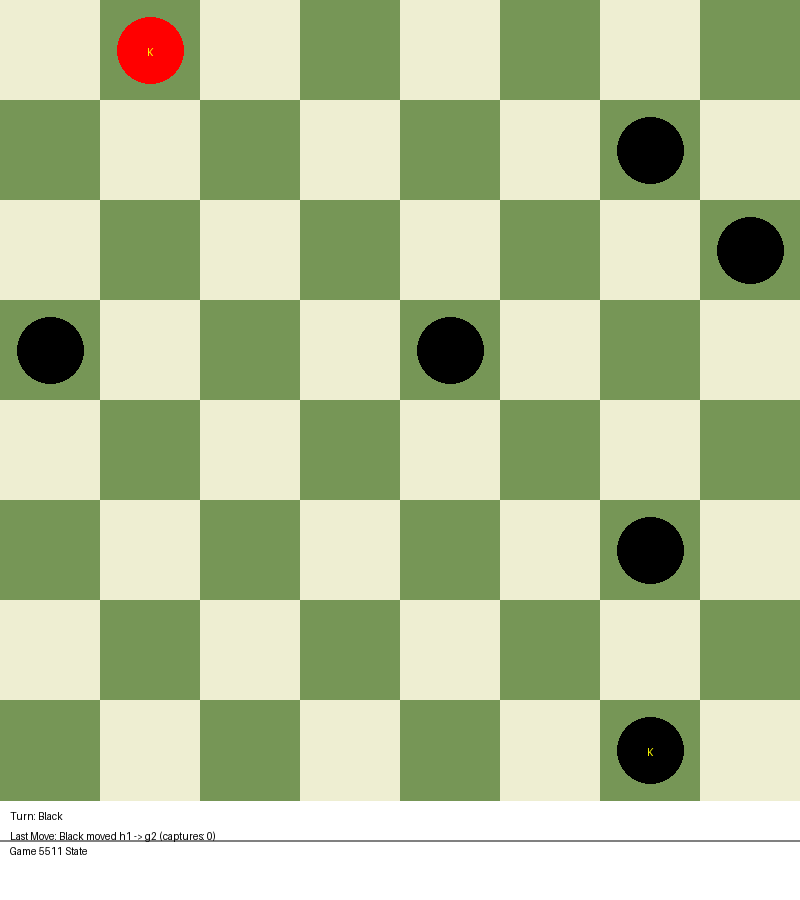 K
K
Turn: Black
Last Move: Black moved h1 -> g2 (captures: 0)
Game 5511 State